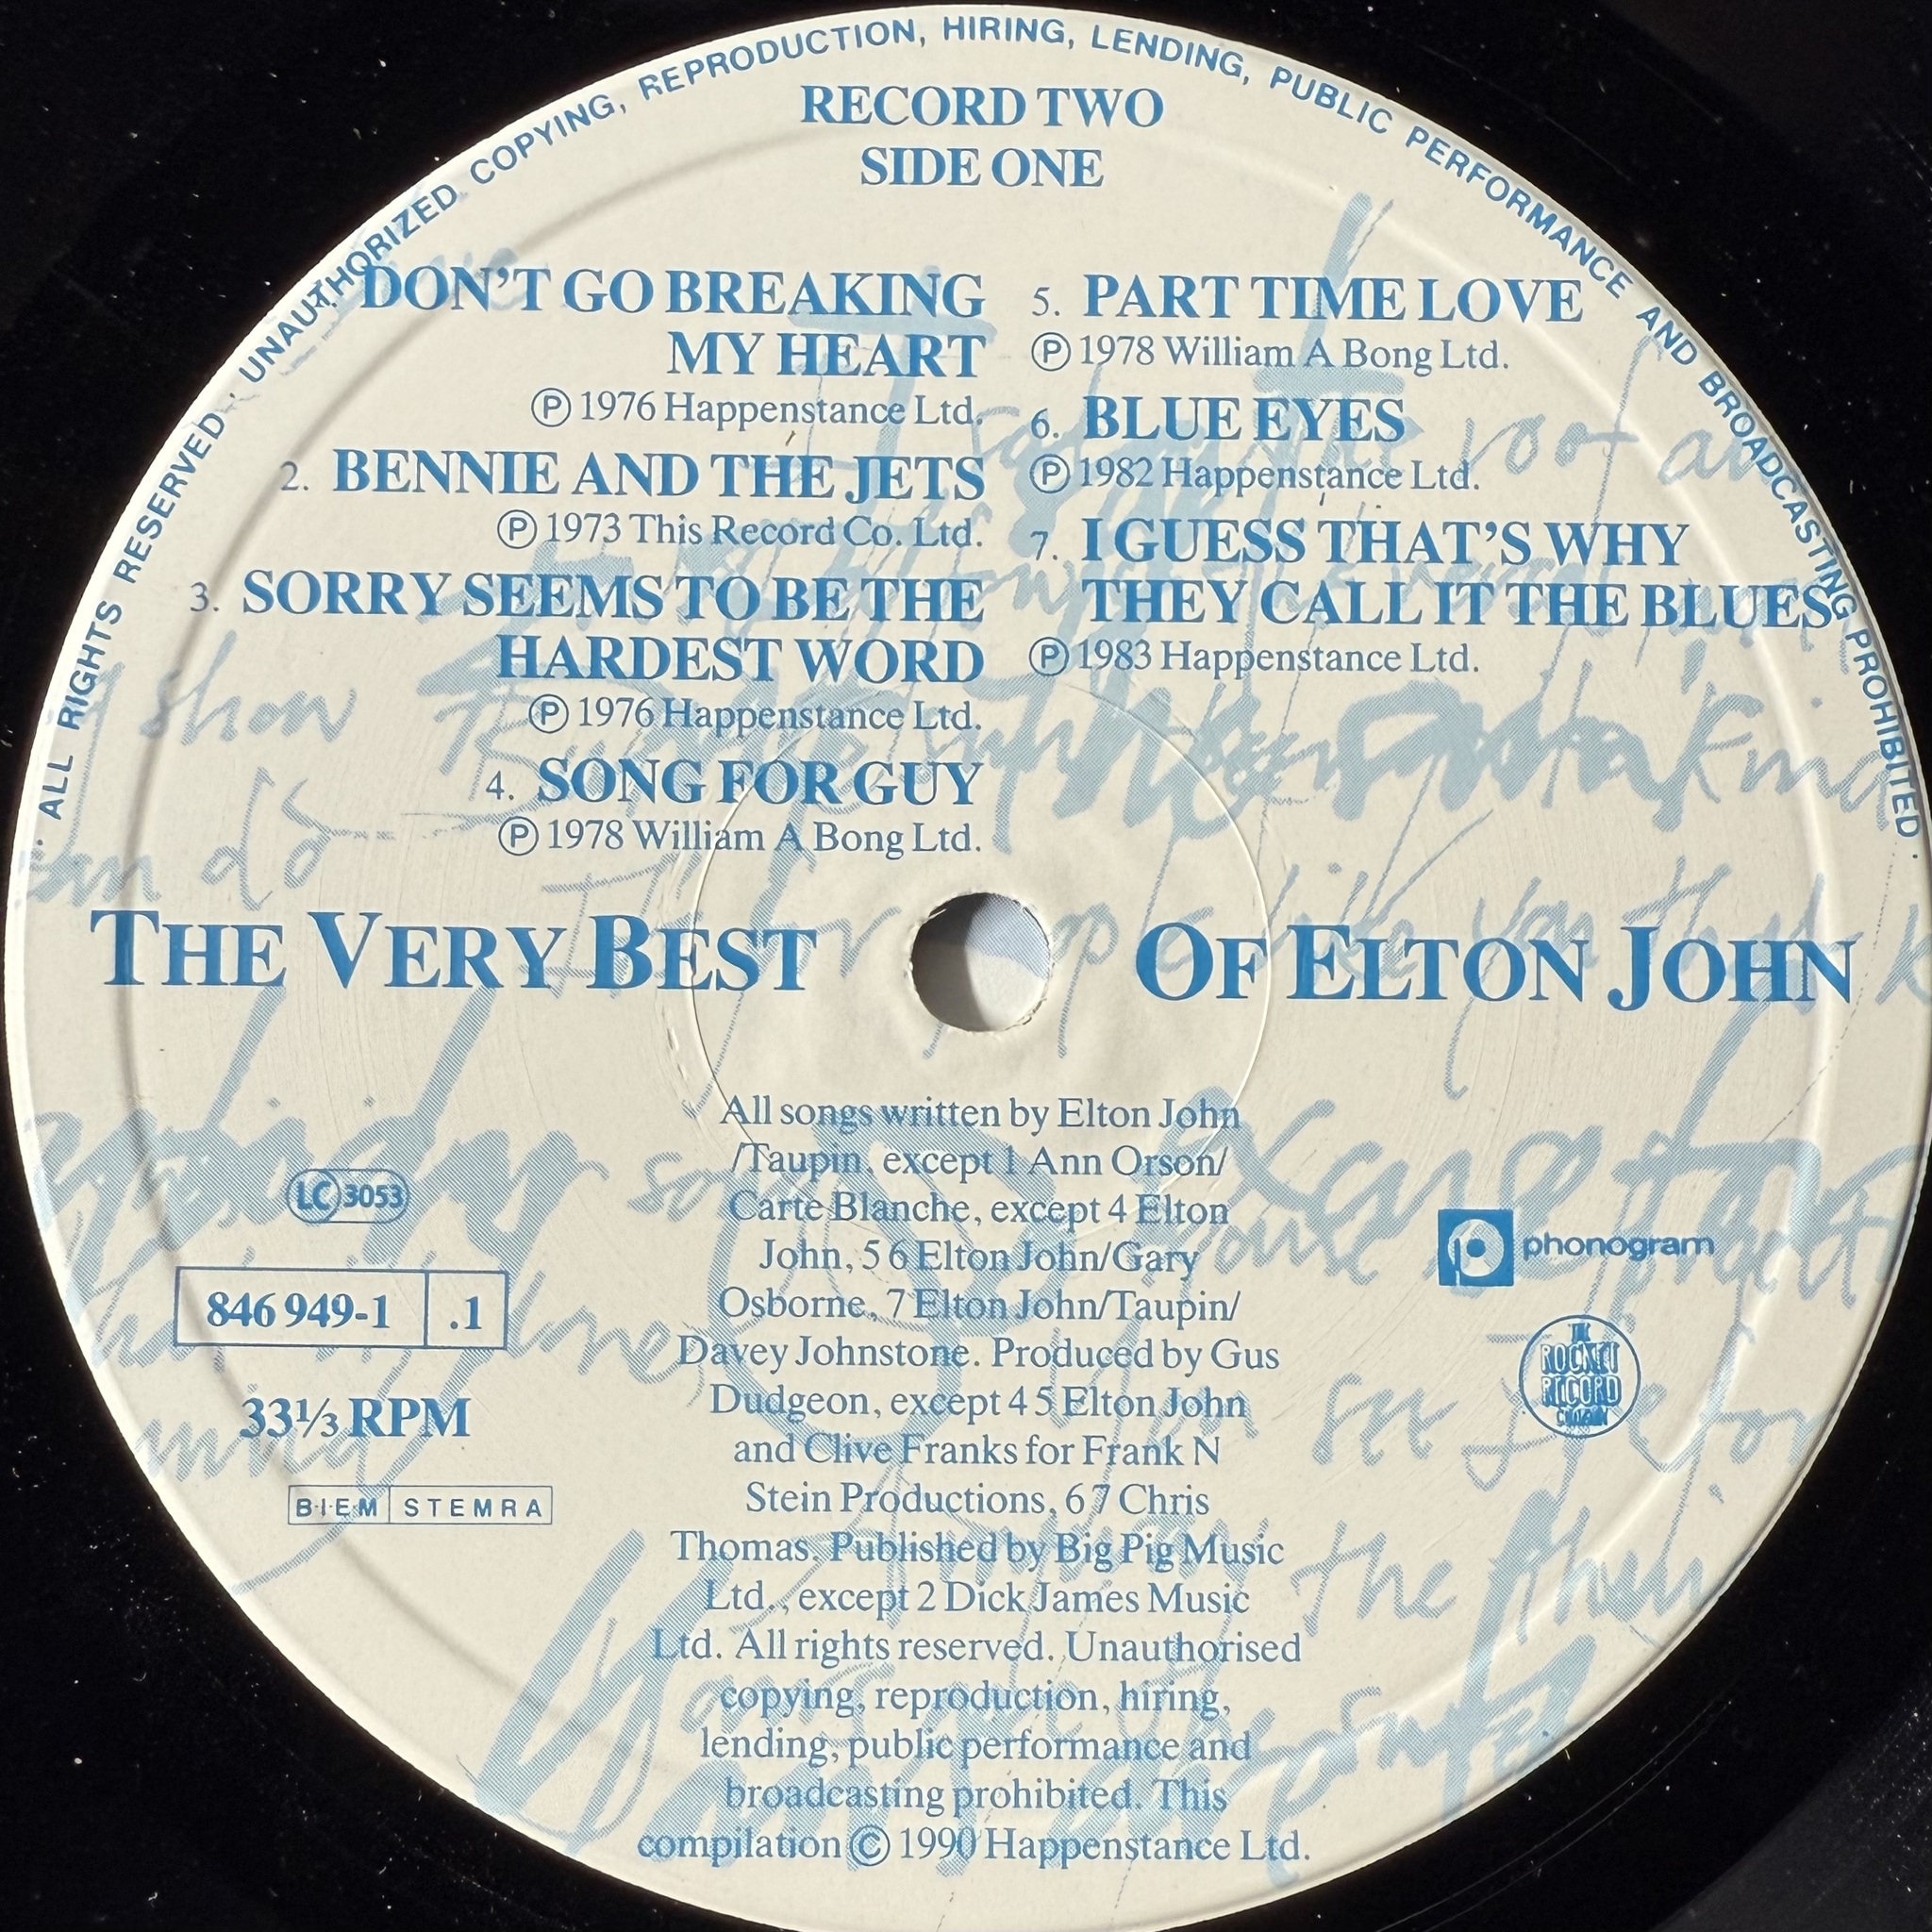 · ALL RIGHTS RESERVED · UNAUTHORIZED COPYING, REPRODUCTION, HIRING, LENDING, PUBLIC PERFORMANCE AND BROADCASTING PROHIBITED ·
RECORD TWO
SIDE ONE
DON'T GO BREAKING
MY HEART
Ⓟ 1976 Happenstance Ltd.
2. BENNIE AND THE JETS
Ⓟ 1973 This Record Co. Ltd.
3. SORRY SEEMS TO BE THE
HARDEST WORD
Ⓟ 1976 Happenstance Ltd.
4. SONG FOR GUY
Ⓟ 1978 William A Bong Ltd.
5. PART TIME LOVE
Ⓟ 1978 William A Bong Ltd.
6. BLUE EYES
Ⓟ 1982 Happenstance Ltd.
7. I GUESS THAT'S WHY
THEY CALL IT THE BLUES
Ⓟ 1983 Happenstance Ltd.
THE VERY BEST OF ELTON JOHN
All songs written by Elton John
/Taupin, except 1 Ann Orson/
Carte Blanche, except 4 Elton
John, 5 6 Elton John/Gary
Osborne, 7 Elton John/Taupin/
Davey Johnstone. Produced by Gus
Dudgeon, except 4 5 Elton John
and Clive Franks for Frank N
Stein Productions, 6 7 Chris
Thomas. Published by Big Pig Music
Ltd., except 2 Dick James Music
Ltd. All rights reserved. Unauthorised
copying, reproduction, hiring,
lending, public performance and
broadcasting prohibited. This
compilation © 1990 Happenstance Ltd.
LC 3053
846 949-1 .1
33⅓ RPM
B·I·E·M STEMRA
phonogram
THE
ROCKET
RECORD
COMPANY
show
can do
the
see